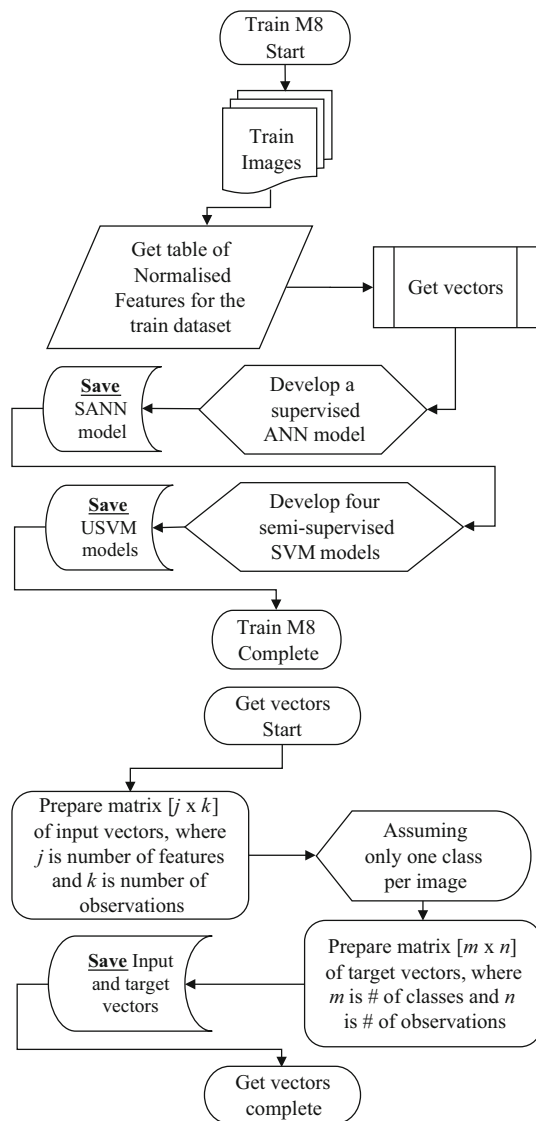 Train M8
Start
Train
Images
Get table of
Normalised
Features for the
train dataset
Get vectors
Save
SANN
model
Develop a
supervised
ANN model
Save
USVM
models
Develop four
semi-supervised
SVM models
Train M8
Complete
Get vectors
Start
Prepare matrix [j x k]
of input vectors, where
j is number of features
and k is number of
observations
Assuming
only one class
per image
Prepare matrix [m x n]
of target vectors, where
m is # of classes and n
is # of observations
Save Input
and target
vectors
Get vectors
complete